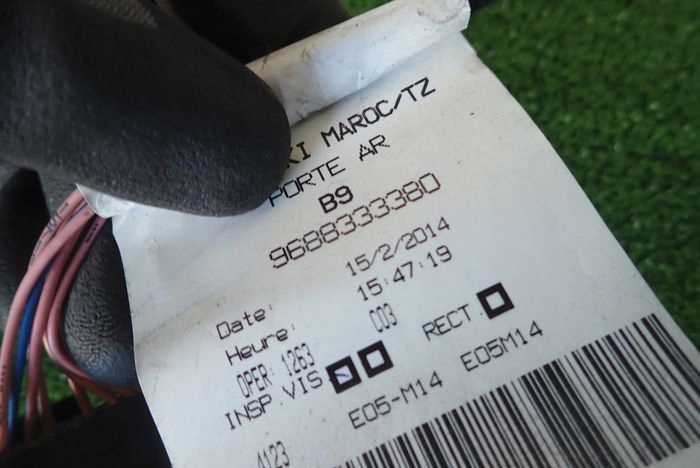 KI MAROC/TZ
PORTE AR
B9
9688333380
Date: 15/2/2014
Heure: 15:47:19
OPER: 1263 003
INSP VIS RECT
E05-M14 E05M14
4123